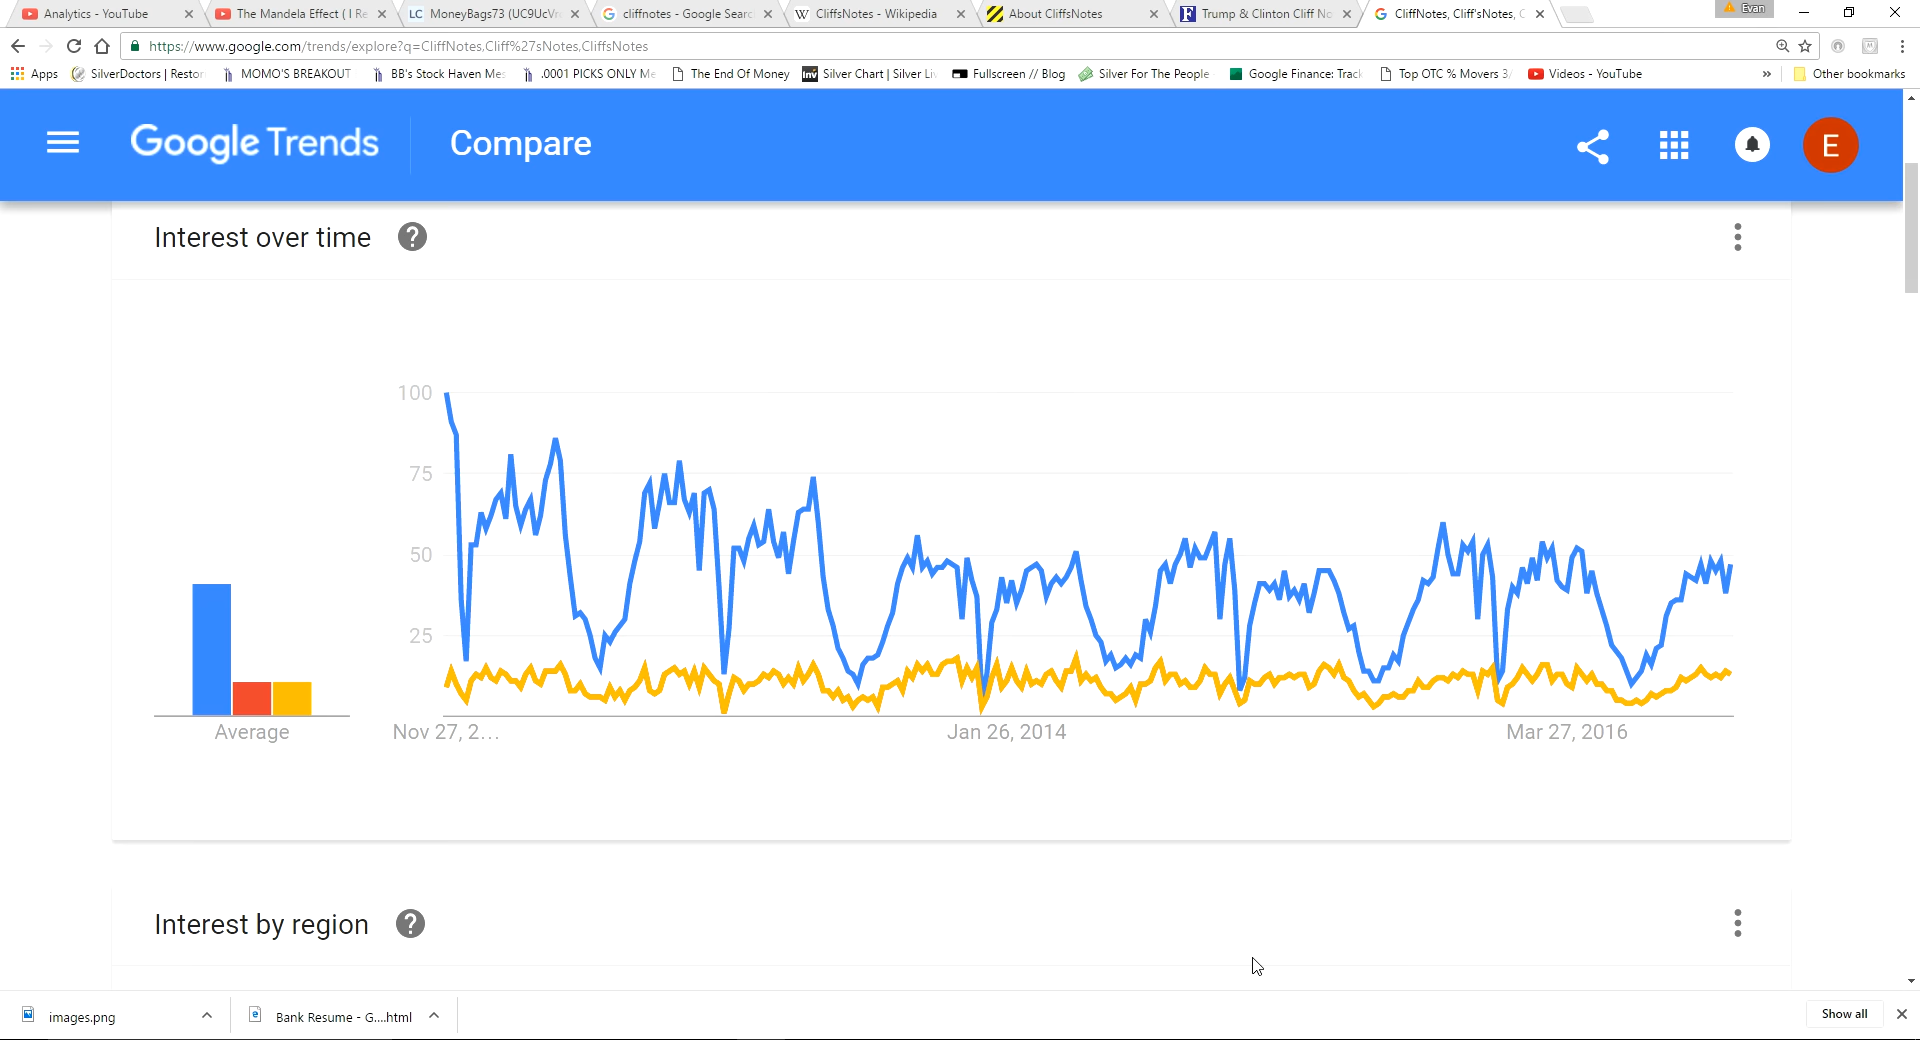 Analytics - YouTube
The Mandela Effect ( I Re
LC MoneyBags73 (UC9UcVr
cliffnotes - Google Searc
W CliffsNotes - Wikipedia
About CliffsNotes
F Trump & Clinton Cliff No
G CliffNotes, Cliff'sNotes, C
Evan
https://www.google.com/trends/explore?q=CliffNotes,Cliff%27sNotes,CliffsNotes
Apps
SilverDoctors | Restor
MOMO'S BREAKOUT
BB's Stock Haven Mes
.0001 PICKS ONLY Me
The End Of Money
Inv Silver Chart | Silver Liv
Fullscreen // Blog
Silver For The People
Google Finance: Track
Top OTC % Movers 3/
Videos - YouTube
»
Other bookmarks
Google Trends
Compare
E
Interest over time
?
100
75
50
25
Average
Nov 27, 2...
Jan 26, 2014
Mar 27, 2016
Interest by region
?
images.png
Bank Resume - G....html
Show all